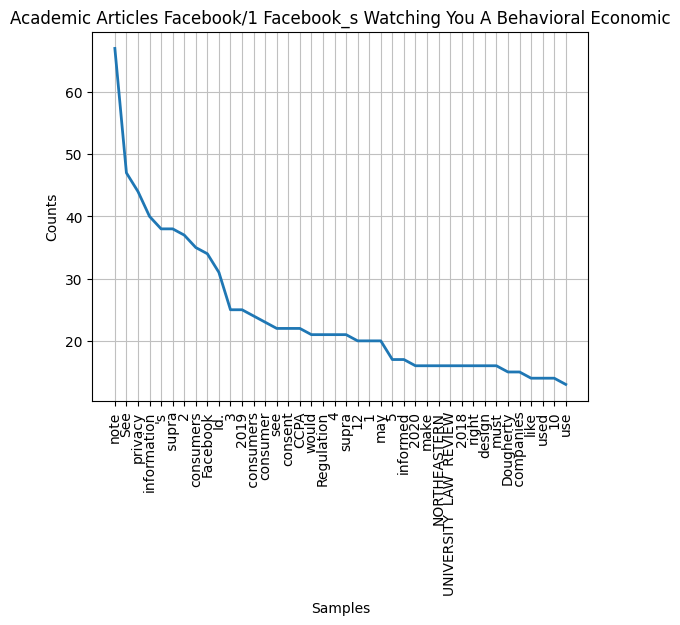 Academic Articles Facebook/1 Facebook_s Watching You A Behavioral Economic
Counts
60
50
40
30
20
note
See
privacy
information
's
supra
2
consumers
Facebook
Id.
3
2019
consumers
consumer
see
consent
CCPA
would
Regulation
4
supra
12
1
may
5
informed
2020
make
NORTHEASTERN
UNIVERSITY LAW REVIEW
2018
right
design
must
Dougherty
companies
like
used
10
use
Samples